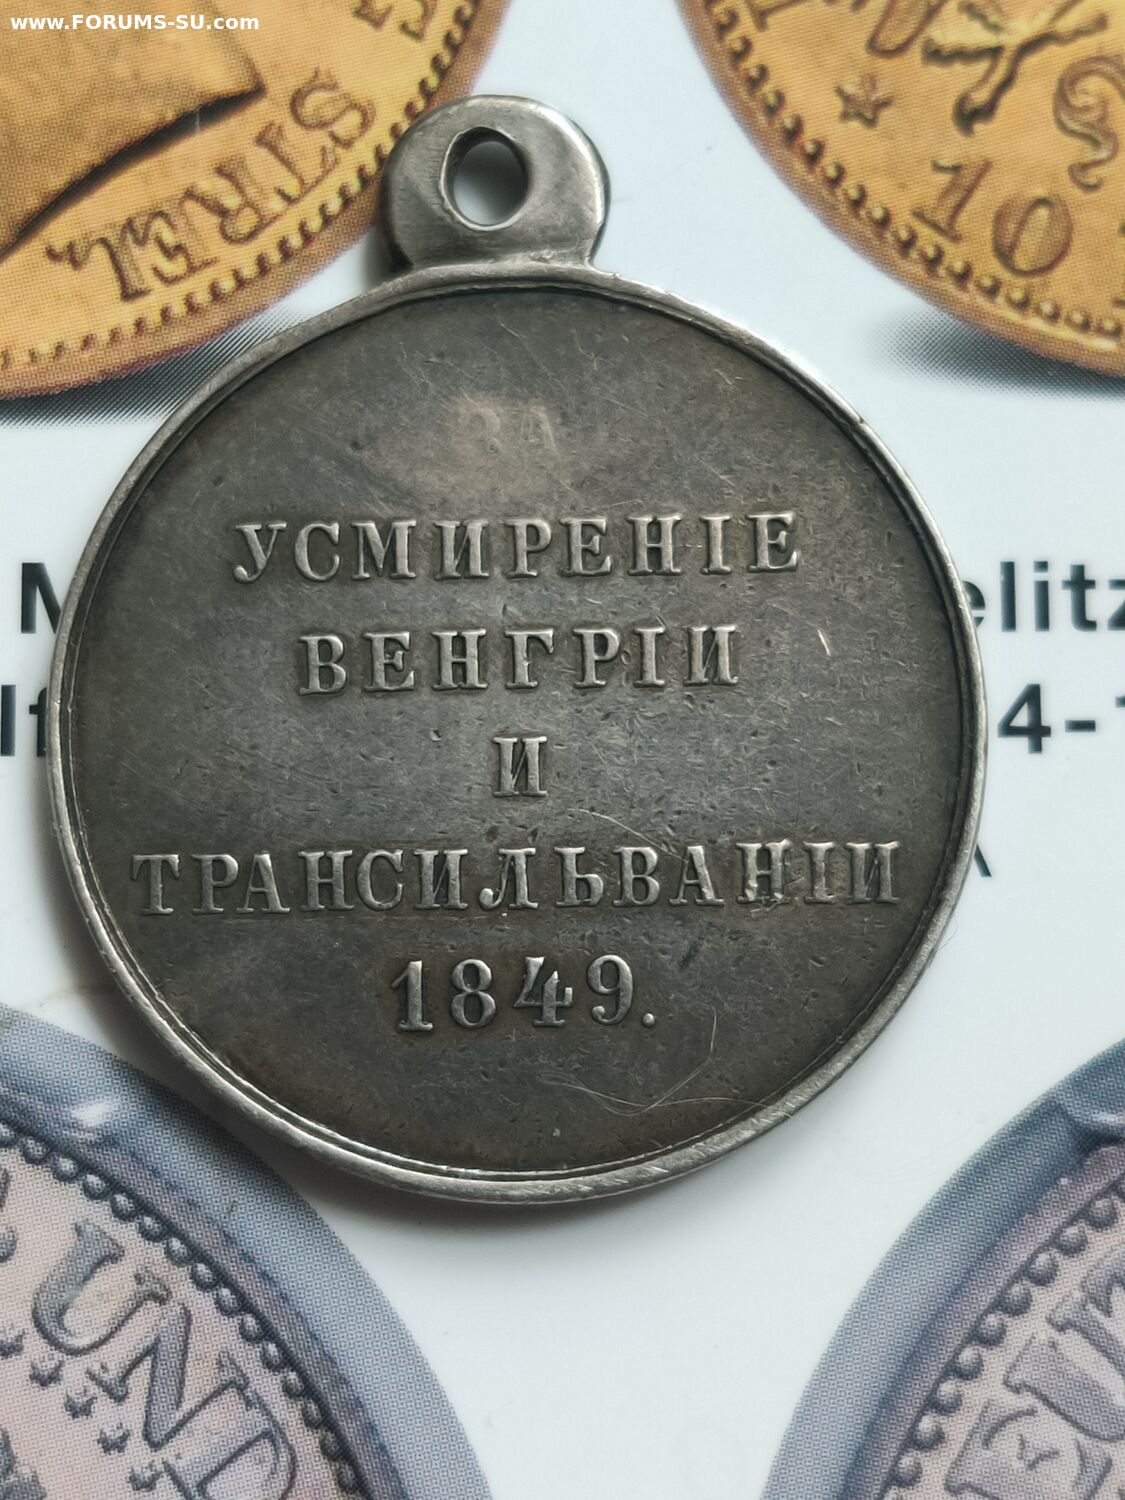 www.FORUMS-SU.com
STREL.
10
ЗА
УСМИРЕНІЕ
ВЕНГРІИ
И
ТРАНСИЛЬВАНІИ
1849.
elitz
4-1
UND